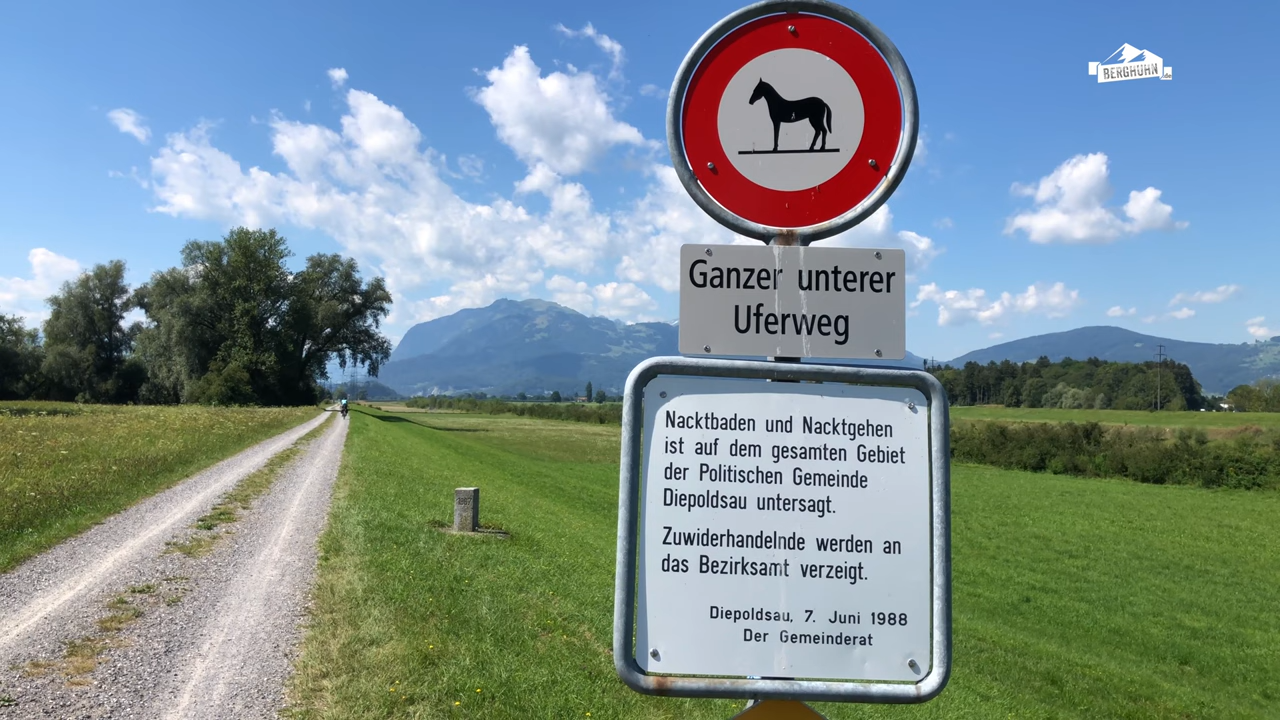 BERGHUHN
Ganzer unterer
Uferweg
Nacktbaden und Nacktgehen
ist auf dem gesamten Gebiet
der Politischen Gemeinde
Diepoldsau untersagt.
Zuwiderhandelnde werden an
das Bezirksamt verzeigt.
Diepoldsau, 7. Juni 1988
Der Gemeinderat